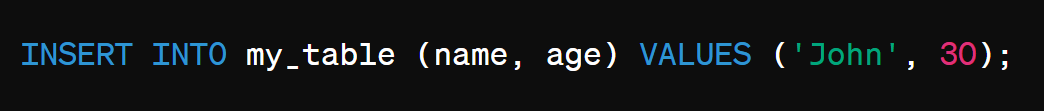 INSERT INTO my_table (name, age) VALUES ('John', 30);